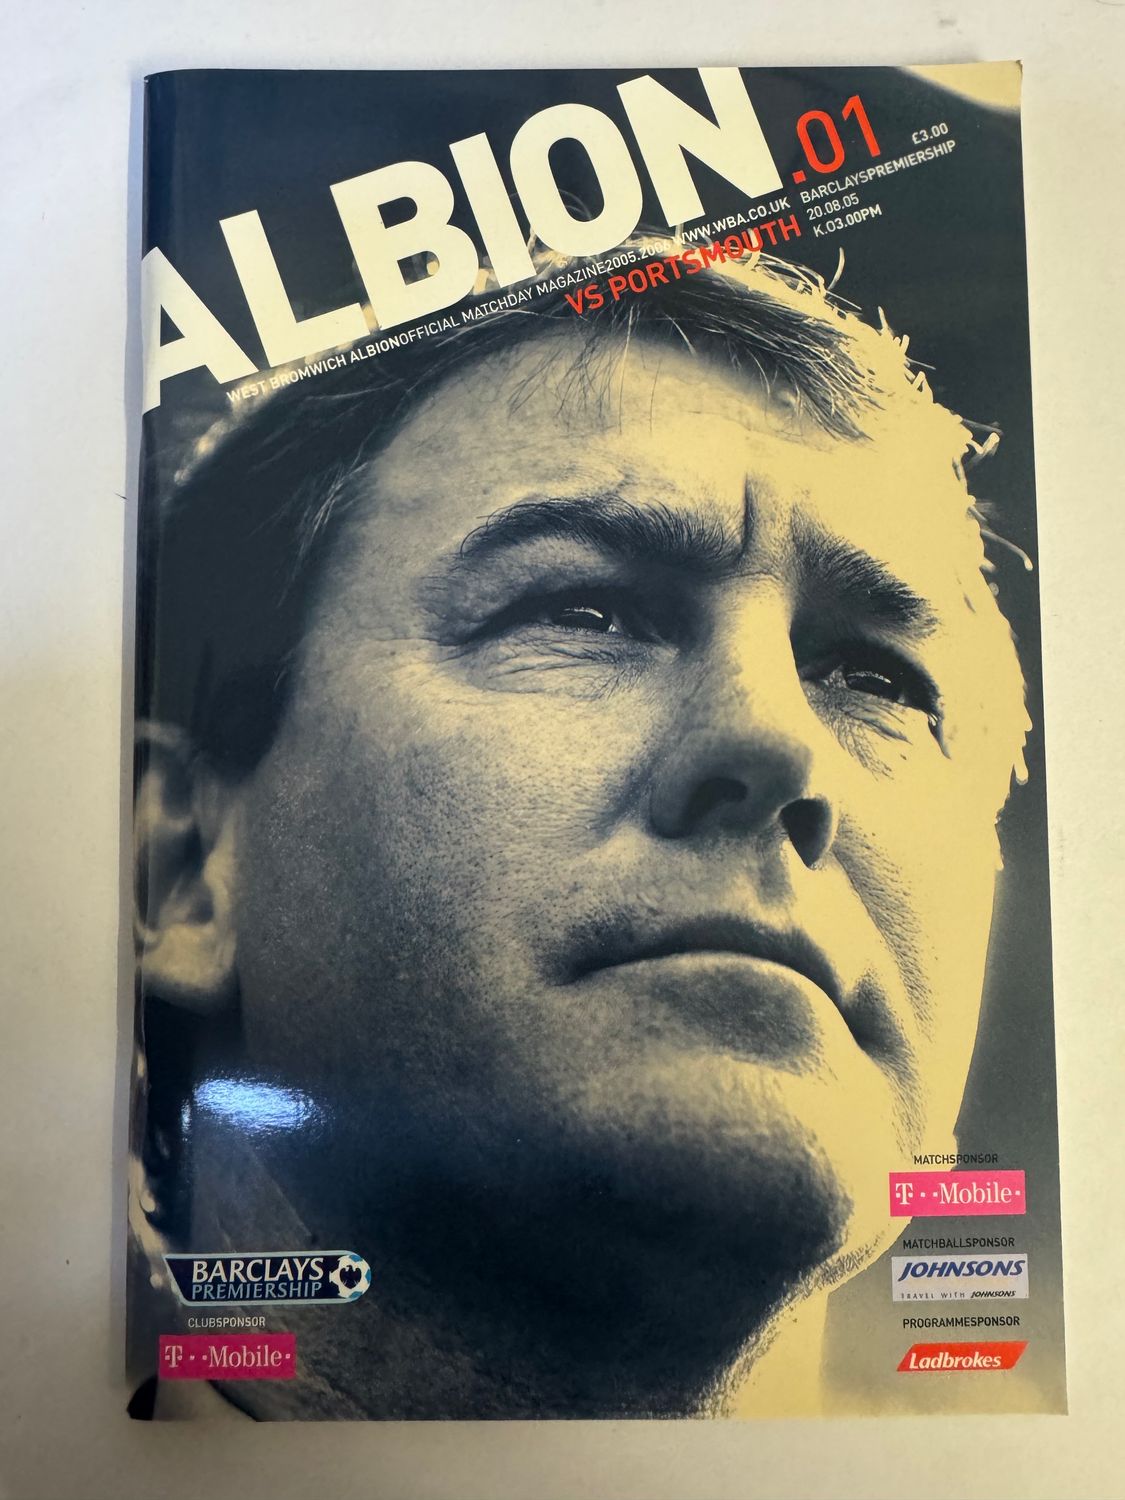 ALBION.01
£3.00
BARCLAYSPREMIERSHIP
20.08.05
K.O3.00PM
WEST BROMWICH ALBIONOFFICIAL MATCHDAY MAGAZINE2005.2006 WWW.WBA.CO.UK
VS PORTSMOUTH
MATCHSPONSOR
T··Mobile·
MATCHBALLSPONSOR
JOHNSONS
TRAVEL WITH JOHNSONS
PROGRAMMESPONSOR
Ladbrokes
BARCLAYS
PREMIERSHIP
CLUBSPONSOR
T··Mobile·